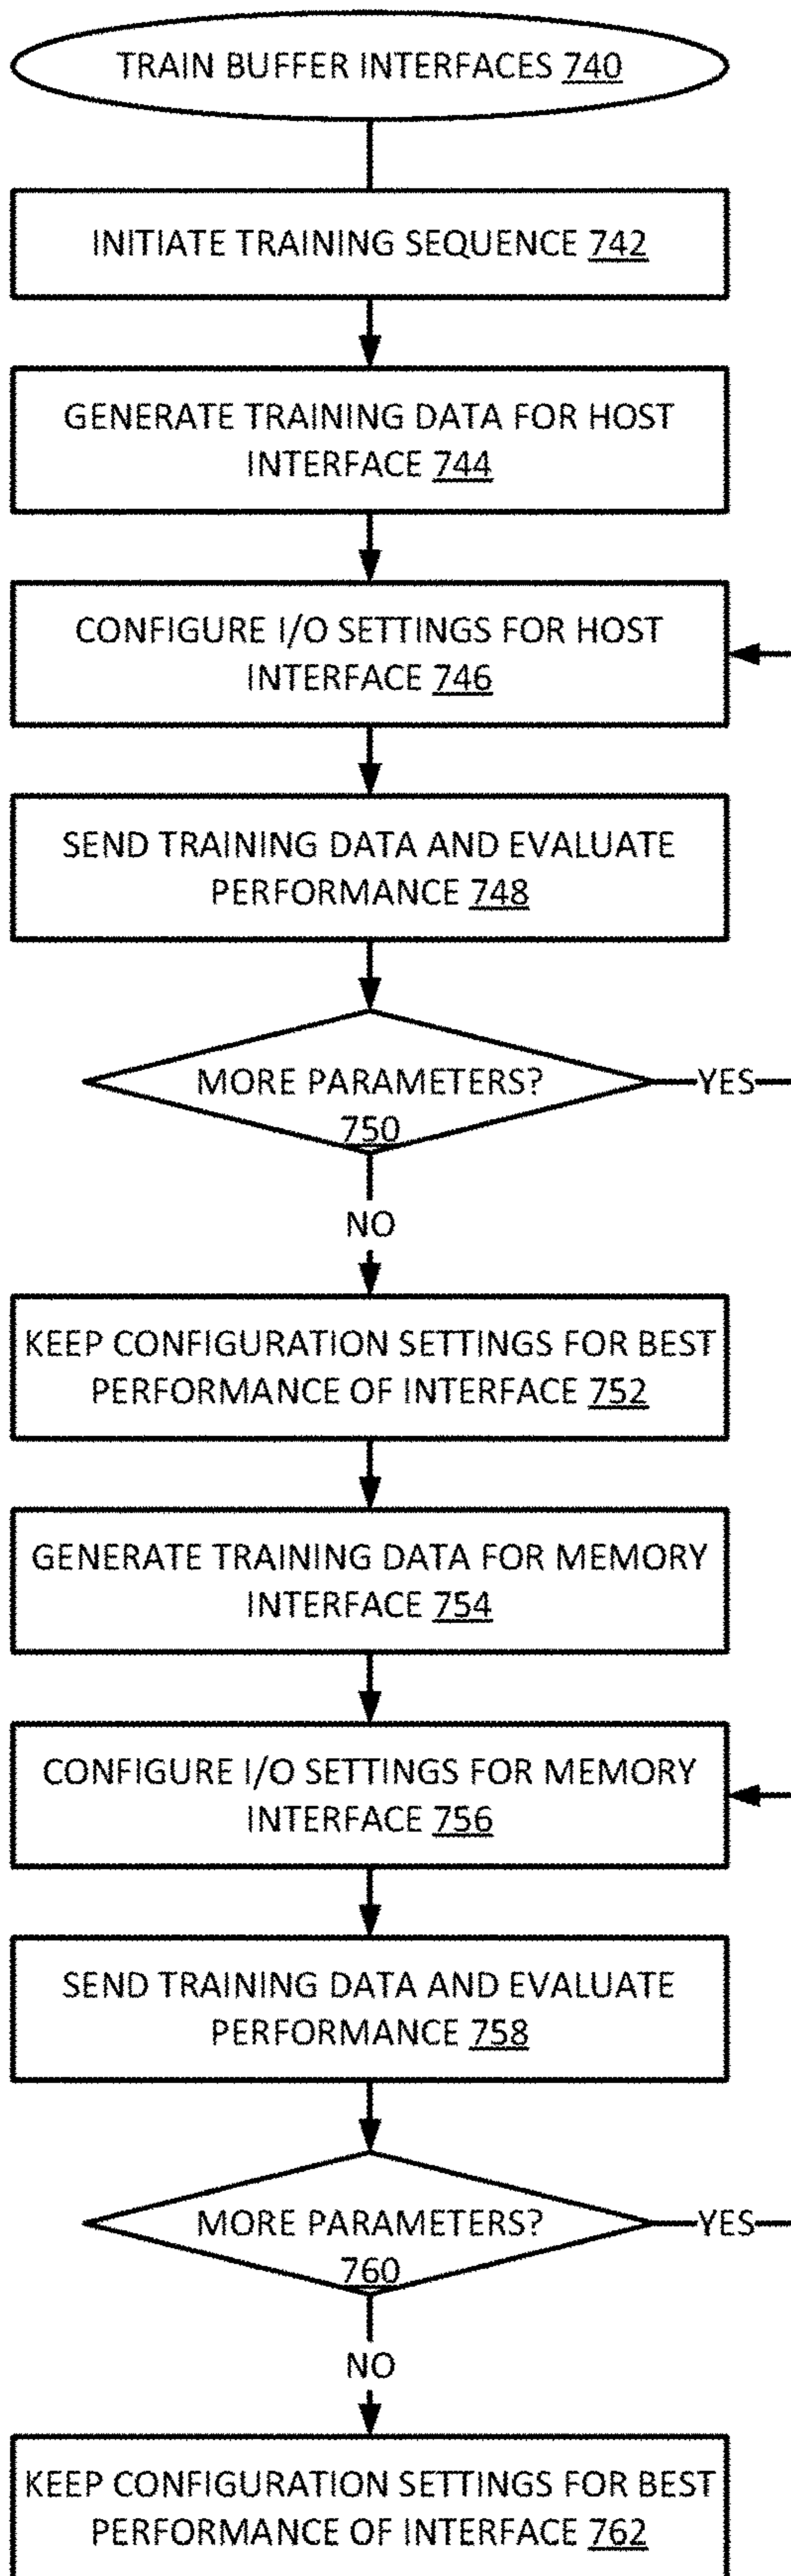 TRAIN BUFFER INTERFACES 740
INITIATE TRAINING SEQUENCE 742
GENERATE TRAINING DATA FOR HOST
INTERFACE 744
CONFIGURE I/O SETTINGS FOR HOST
INTERFACE 746
SEND TRAINING DATA AND EVALUATE
PERFORMANCE 748
MORE PARAMETERS?
YES
750
NO
KEEP CONFIGURATION SETTINGS FOR BEST
PERFORMANCE OF INTERFACE 752
GENERATE TRAINING DATA FOR MEMORY
INTERFACE 754
CONFIGURE I/O SETTINGS FOR MEMORY
INTERFACE 756
SEND TRAINING DATA AND EVALUATE
PERFORMANCE 758
MORE PARAMETERS?
YES
760
NO
KEEP CONFIGURATION SETTINGS FOR BEST
PERFORMANCE OF INTERFACE 762